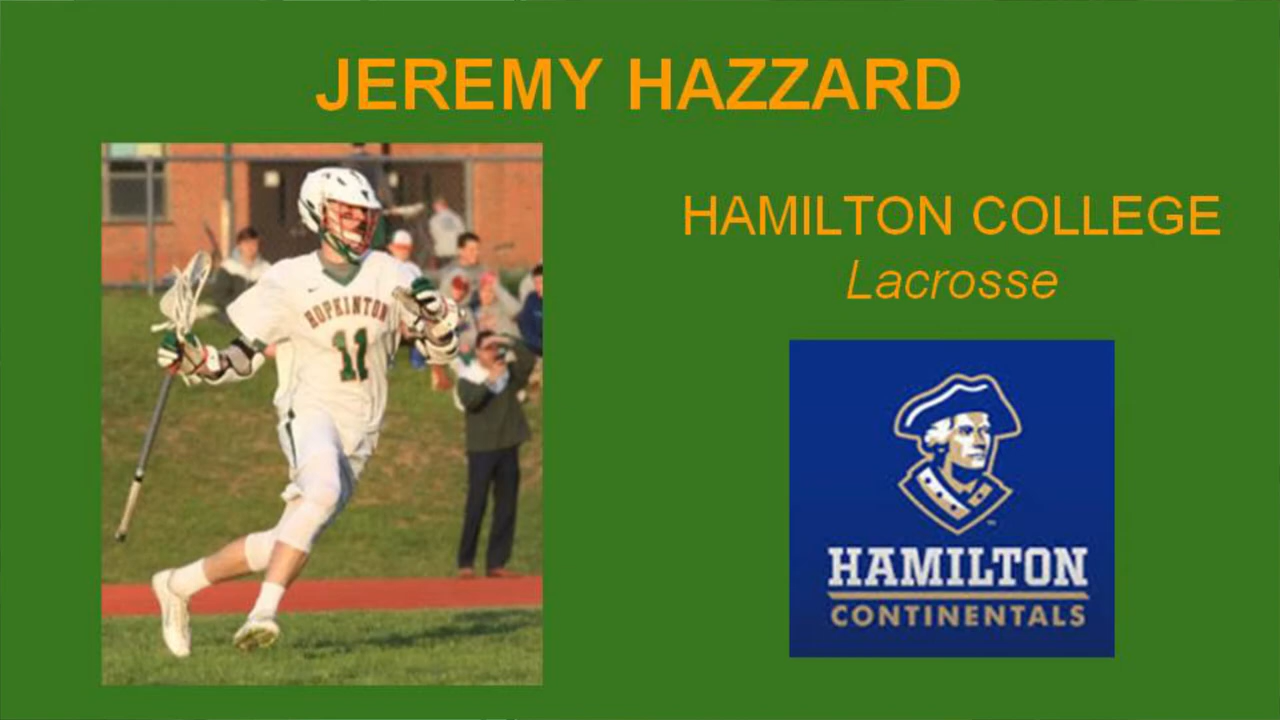 JEREMY HAZZARD
HAMILTON COLLEGE
Lacrosse
HOPKINTON
11
HAMILTON
CONTINENTALS